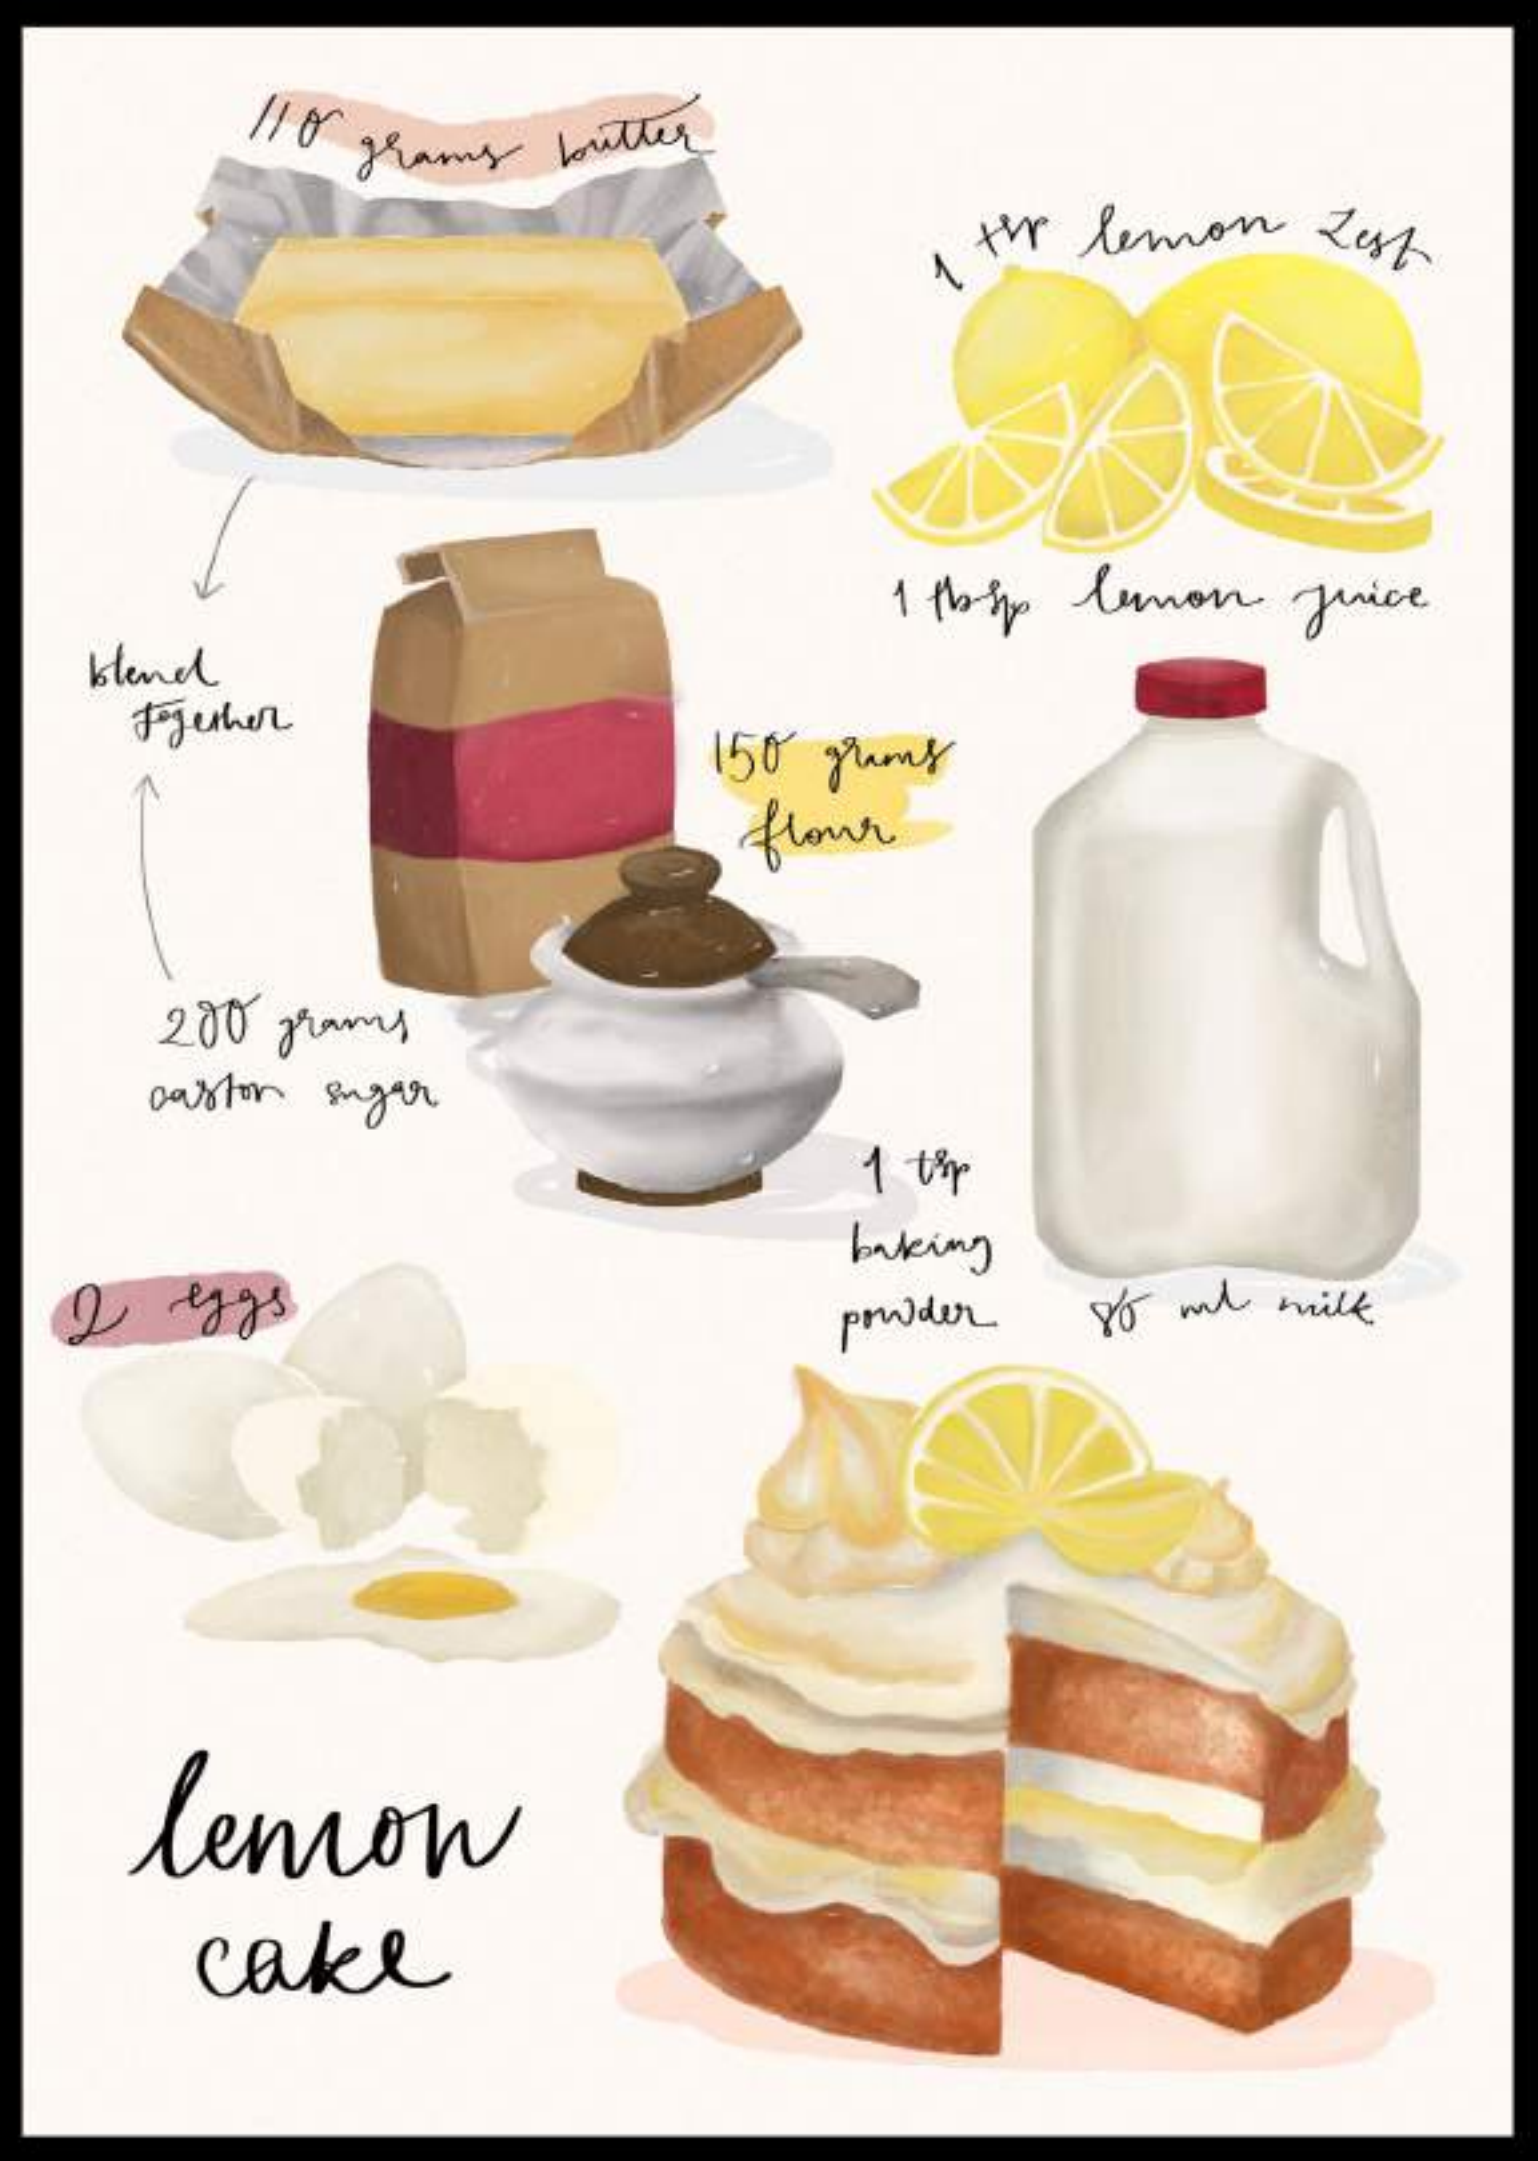 110 grams butter
1 tsp lemon zest
1 tbsp lemon juice
blend
together
150 grams
flour
200 grams
castor sugar
1 tsp
baking
powder
80 ml milk
2 eggs
lemon
cake